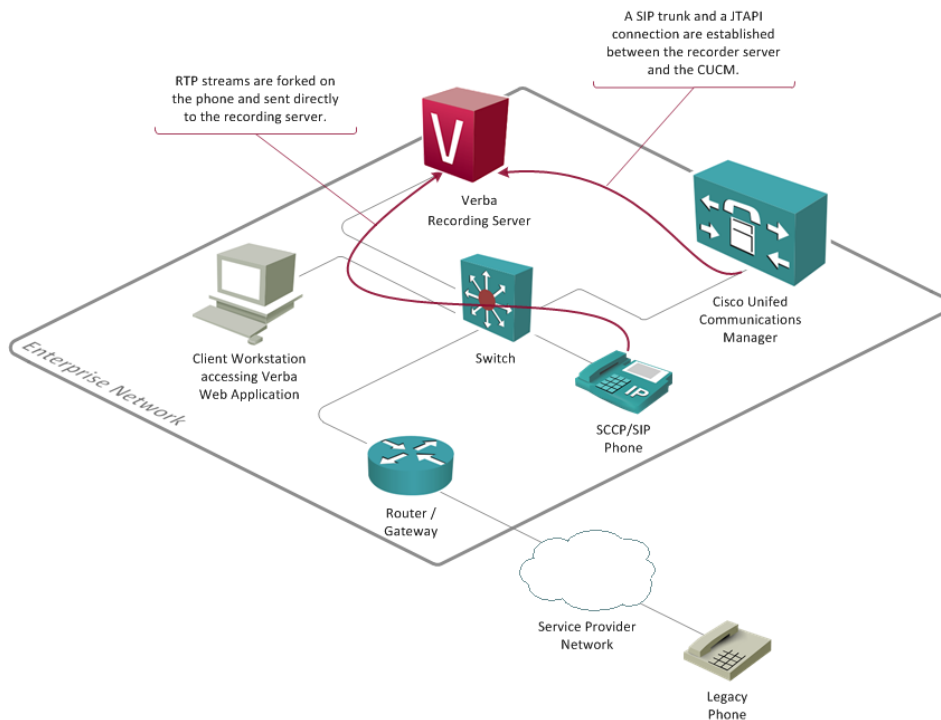 A SIP trunk and a JTAPI
connection are established
between the recorder server
and the CUCM.
RTP streams are forked on
the phone and sent directly
to the recording server.
V
Verba
Recording Server
Cisco Unifed
Communications
Manager
Switch
Client Workstation
accessing Verba
Web Application
IP
SCCP/SIP
Phone
Enterprise Network
Router /
Gateway
Service Provider
Network
Legacy
Phone